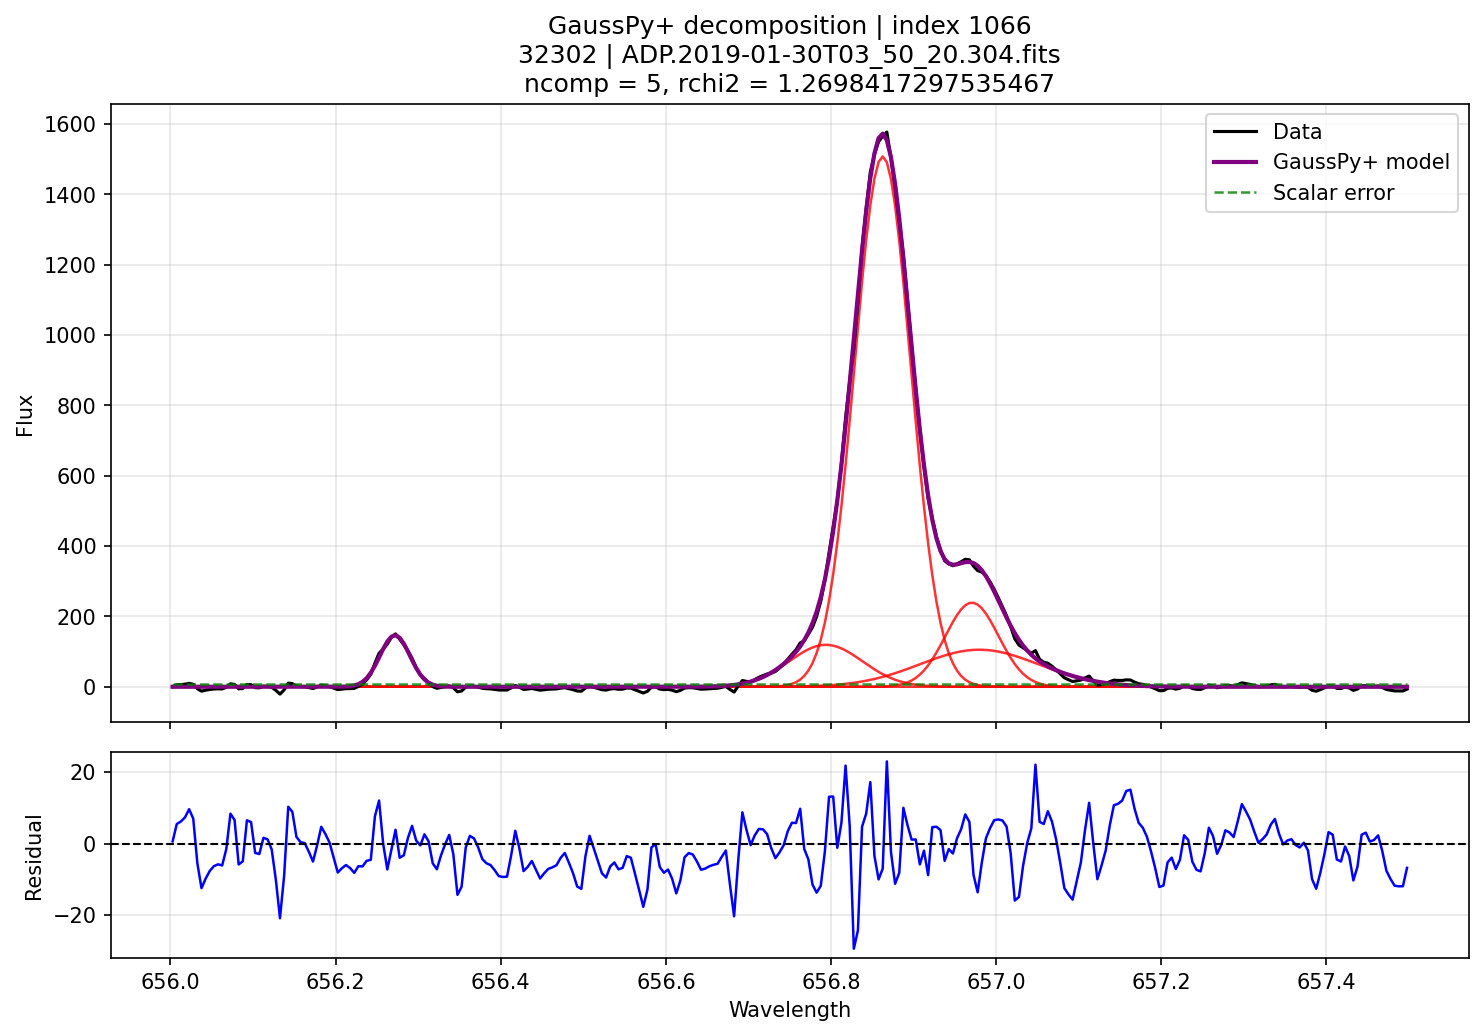 GaussPy+ decomposition | index 1066
32302 | ADP.2019-01-30T03_50_20.304.fits
ncomp = 5, rchi2 = 1.2698417297535467
Data
GaussPy+ model
Scalar error
Flux
1600
1400
1200
1000
800
600
400
200
0
Residual
20
0
−20
656.0 656.2 656.4 656.6 656.8 657.0 657.2 657.4
Wavelength